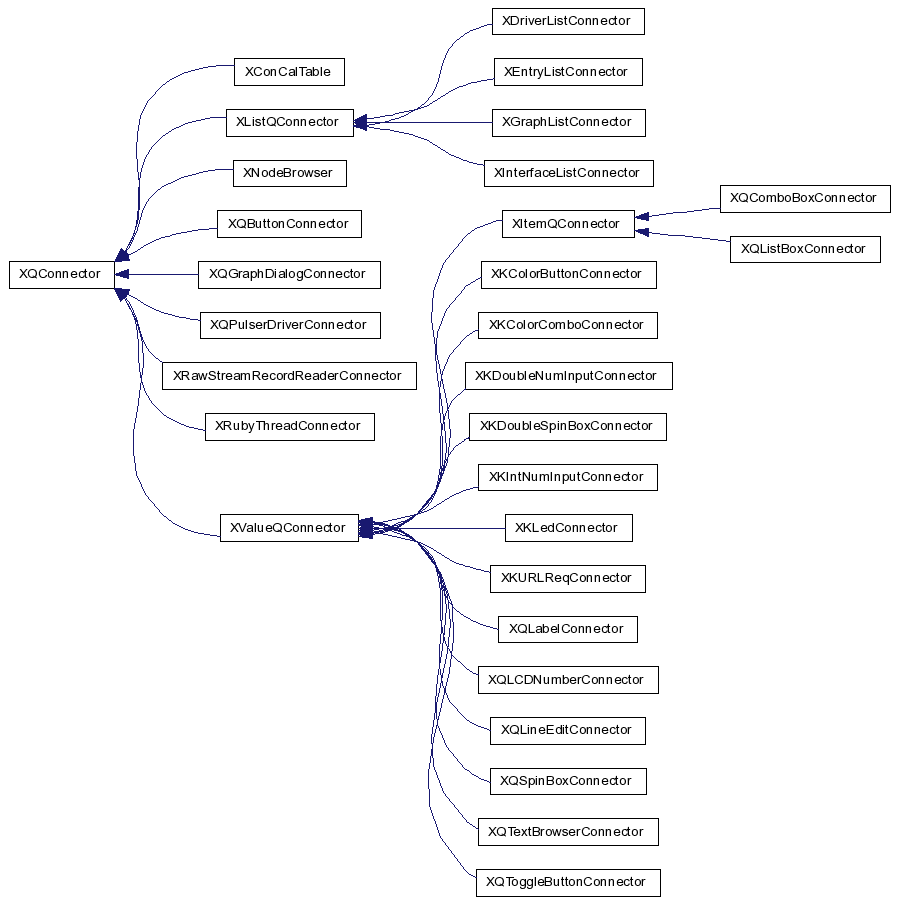 XQConnector
XConCalTable
XListQConnector
XNodeBrowser
XQButtonConnector
XQGraphDialogConnector
XQPulserDriverConnector
XRawStreamRecordReaderConnector
XRubyThreadConnector
XValueQConnector
XDriverListConnector
XEntryListConnector
XGraphListConnector
XInterfaceListConnector
XItemQConnector
XKColorButtonConnector
XKColorComboConnector
XKDoubleNumInputConnector
XKDoubleSpinBoxConnector
XKIntNumInputConnector
XKLedConnector
XKURLReqConnector
XQLabelConnector
XQLCDNumberConnector
XQLineEditConnector
XQSpinBoxConnector
XQTextBrowserConnector
XQToggleButtonConnector
XQComboBoxConnector
XQListBoxConnector